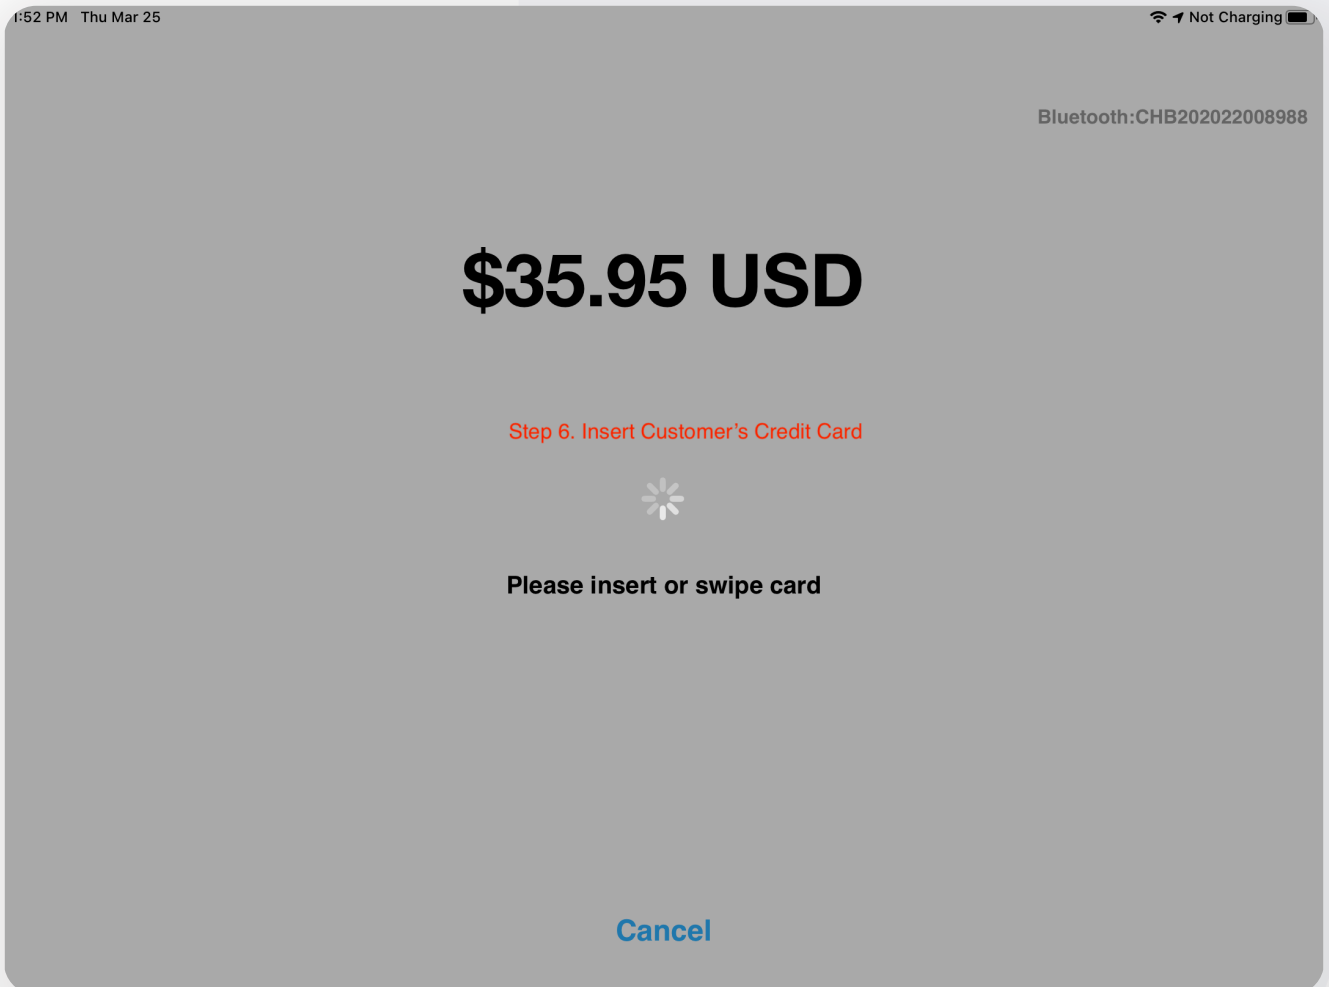 1:52 PM Thu Mar 25
Not Charging
Bluetooth:CHB202022008988
$35.95 USD
Step 6. Insert Customer’s Credit Card
Please insert or swipe card
Cancel